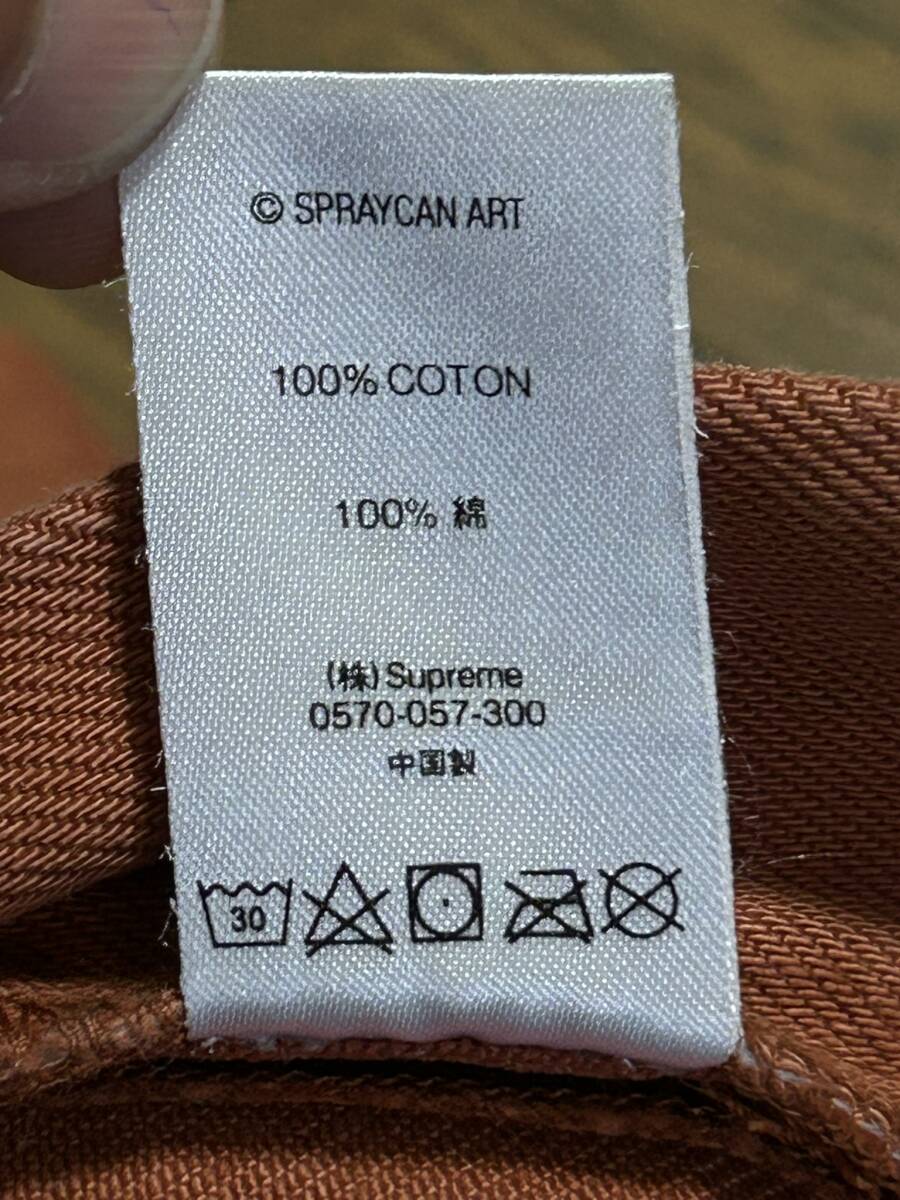 © SPRAYCAN ART
100% COTON
100% 綿
(株) Supreme
0570-057-300
中国製
30